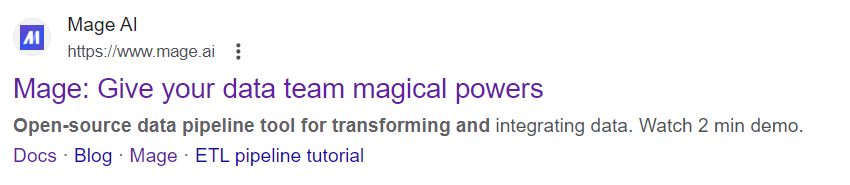 AI
Mage AI
https://www.mage.ai
Mage: Give your data team magical powers
Open-source data pipeline tool for transforming and integrating data. Watch 2 min demo.
Docs · Blog · Mage · ETL pipeline tutorial